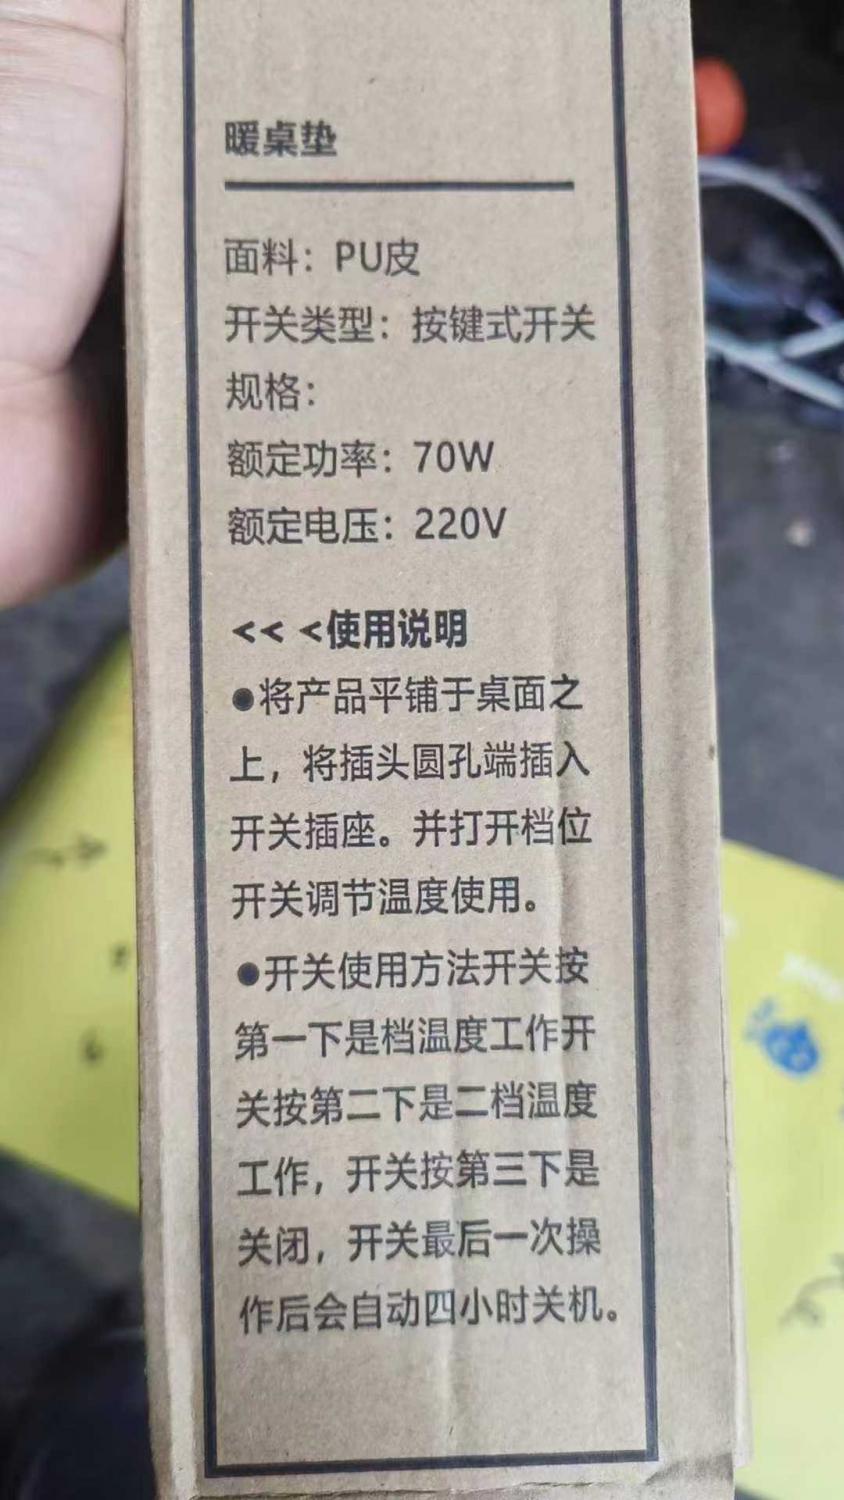 暖桌垫
面料：PU皮
开关类型：按键式开关
规格：
额定功率：70W
额定电压：220V
<< <使用说明
●将产品平铺于桌面之
上，将插头圆孔端插入
开关插座。并打开档位
开关调节温度使用。
●开关使用方法开关按
第一下是档温度工作开
关按第二下是二档温度
工作，开关按第三下是
关闭，开关最后一次操
作后会自动四小时关机。